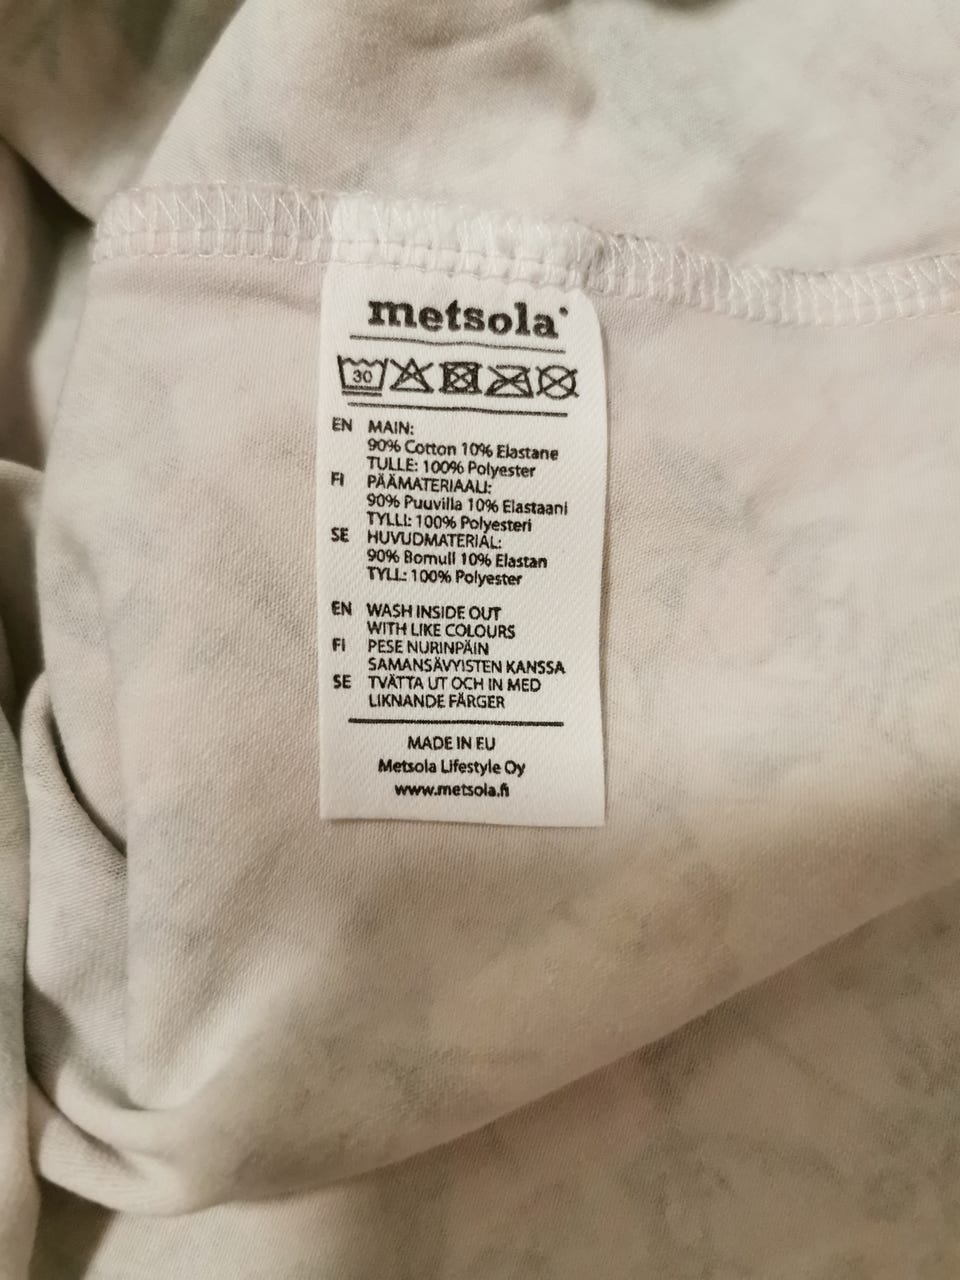 metsola®
30
EN MAIN:
90% Cotton 10% Elastane
TULLE: 100% Polyester
FI PÄÄMATERIAALI:
90% Puuvilla 10% Elastaani
TYLLI: 100% Polyesteri
SE HUVUDMATERIAL:
90% Bomull 10% Elastan
TYLL: 100% Polyester
EN WASH INSIDE OUT
WITH LIKE COLOURS
FI PESE NURINPÄIN
SAMANSÄVYISTEN KANSSA
SE TVÄTTA UT OCH IN MED
LIKNANDE FÄRGER
MADE IN EU
Metsola Lifestyle Oy
www.metsola.fi